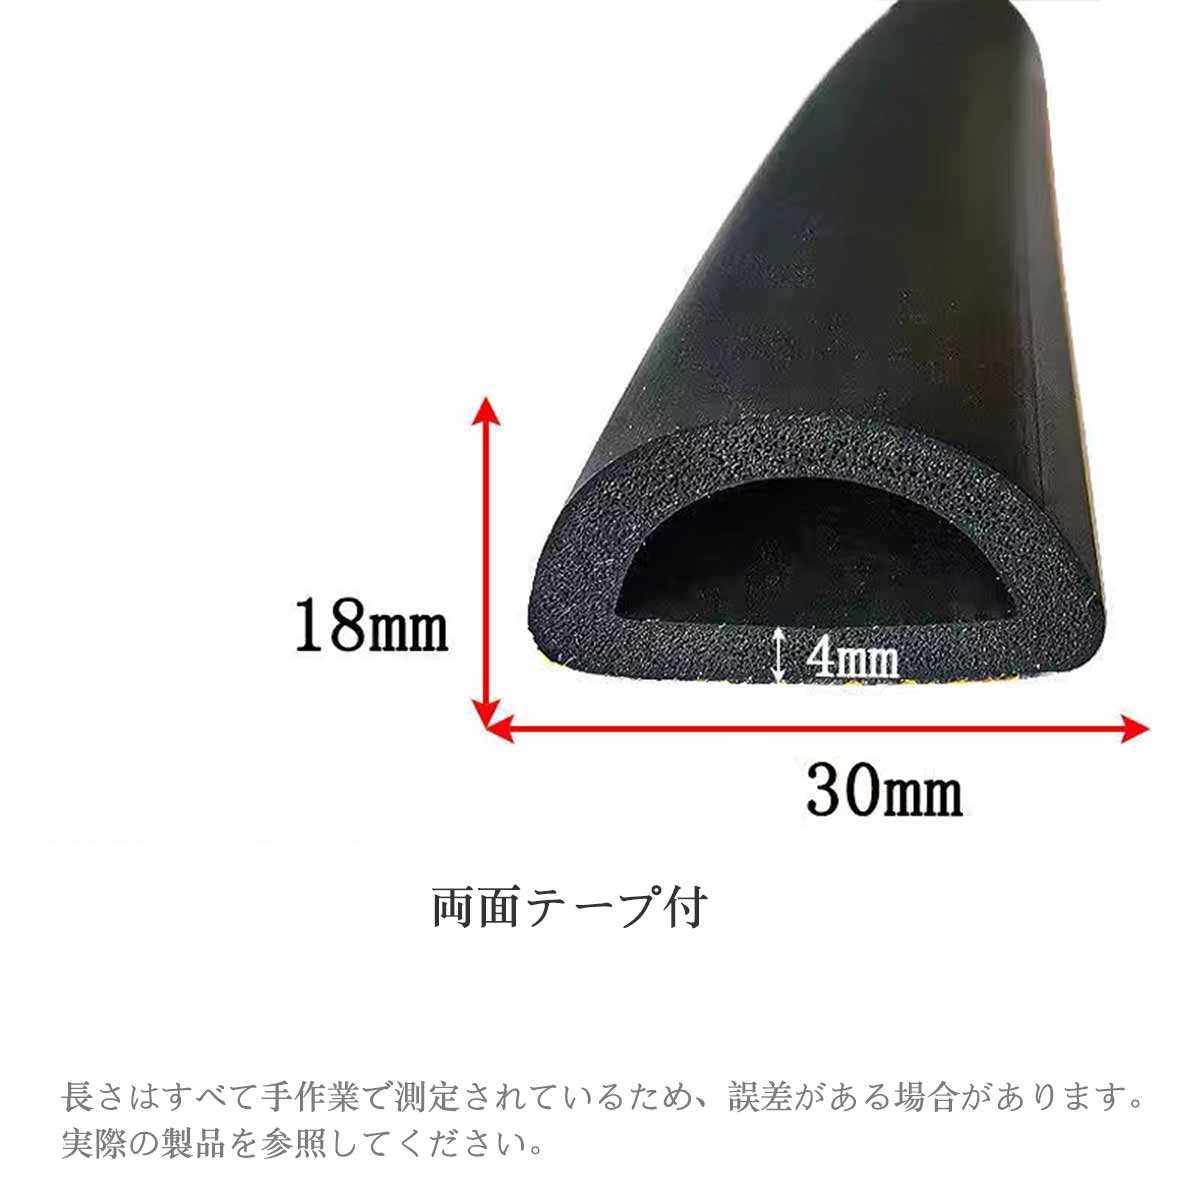 18mm
4mm
30mm
両面テープ付
長さはすべて手作業で測定されているため、誤差がある場合があります。
実際の製品を参照してください。